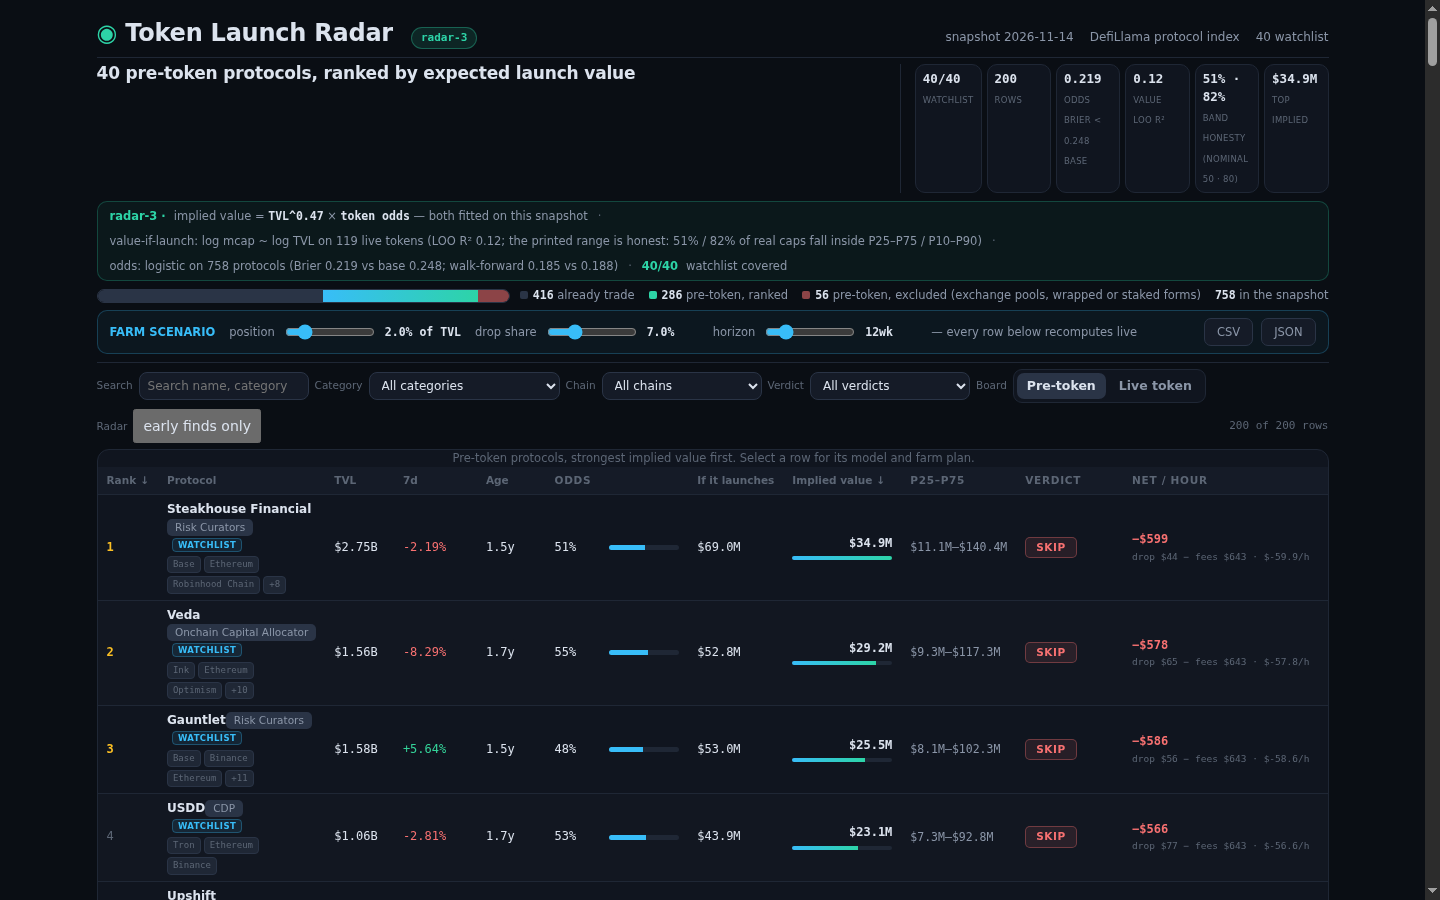 ◉ Token Launch Radar radar-3 snapshot 2026-11-14 DefiLlama protocol index 40 watchlist
40 pre-token protocols, ranked by expected launch value
40/40 WATCHLIST
200 ROWS
0.219 ODDS BRIER < 0.248 BASE
0.12 VALUE LOO R²
51% · 82% BAND HONESTY (NOMINAL 50 · 80)
$34.9M TOP IMPLIED
radar-3 · implied value = TVL^0.47 × token odds — both fitted on this snapshot ·
value-if-launch: log mcap ~ log TVL on 119 live tokens (LOO R² 0.12; the printed range is honest: 51% / 82% of real caps fall inside P25–P75 / P10–P90) ·
odds: logistic on 758 protocols (Brier 0.219 vs base 0.248; walk-forward 0.185 vs 0.188) · 40/40 watchlist covered
416 already trade 286 pre-token, ranked 56 pre-token, excluded (exchange pools, wrapped or staked forms) 758 in the snapshot
FARM SCENARIO position 2.0% of TVL drop share 7.0% horizon 12wk — every row below recomputes live CSV JSON
Search Search name, category Category All categories Chain All chains Verdict All verdicts Board Pre-token Live token
Radar early finds only 200 of 200 rows
Pre-token protocols, strongest implied value first. Select a row for its model and farm plan.
Rank ↓ Protocol TVL 7d Age ODDS If it launches Implied value ↓ P25–P75 VERDICT NET / HOUR
Steakhouse Financial
Risk Curators
WATCHLIST
Base Ethereum
Robinhood Chain +8
1 $2.75B -2.19% 1.5y 51% $69.0M $34.9M $11.1M–$140.4M SKIP −$599
drop $44 − fees $643 · $-59.9/h
Veda
Onchain Capital Allocator
WATCHLIST
Ink Ethereum
Optimism +10
2 $1.56B -8.29% 1.7y 55% $52.8M $29.2M $9.3M–$117.3M SKIP −$578
drop $65 − fees $643 · $-57.8/h
Gauntlet Risk Curators
WATCHLIST
Base Binance
Ethereum +11
3 $1.58B +5.64% 1.5y 48% $53.0M $25.5M $8.1M–$102.3M SKIP −$586
drop $56 − fees $643 · $-58.6/h
USDD CDP
WATCHLIST
Tron Ethereum
Binance
4 $1.06B -2.81% 1.7y 53% $43.9M $23.1M $7.3M–$92.8M SKIP −$566
drop $77 − fees $643 · $-56.6/h
Upshift